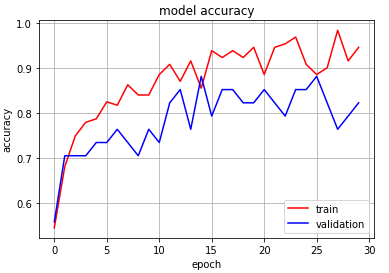 model accuracy
1.0
0.9
0.8
0.7
0.6
accuracy
0 5 10 15 20 25 30
epoch
train
validation